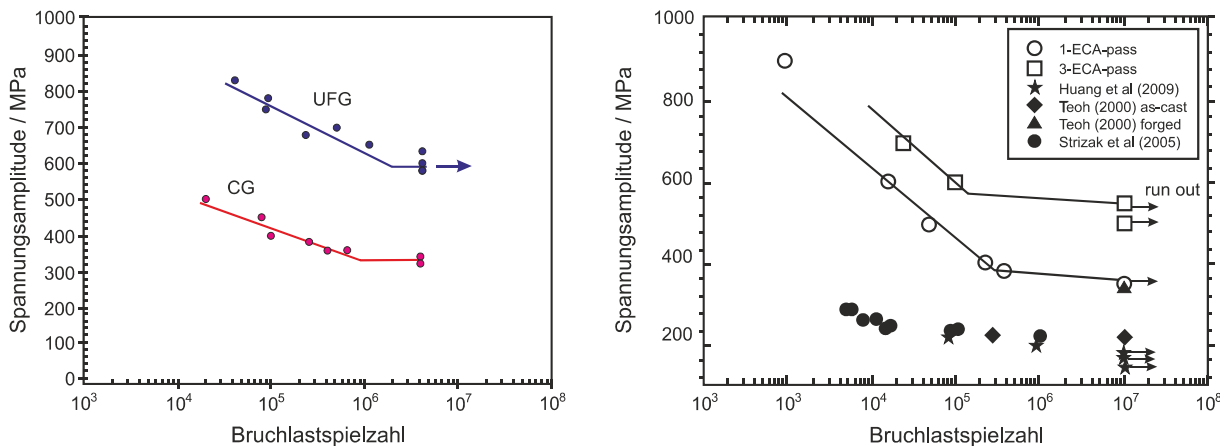 1000
900
800
700
600
500
400
300
200
100
0
Spannungsamplitude / MPa
UFG
CG
10³
10⁴
10⁵
10⁶
10⁷
10⁸
Bruchlastspielzahl
1000
800
600
400
200
Spannungsamplitude / MPa
1-ECA-pass
3-ECA-pass
Huang et al (2009)
Teoh (2000) as-cast
Teoh (2000) forged
Strizak et al (2005)
run out
10³
10³
10⁴
10⁵
10⁶
10⁷
10⁸
Bruchlastspielzahl